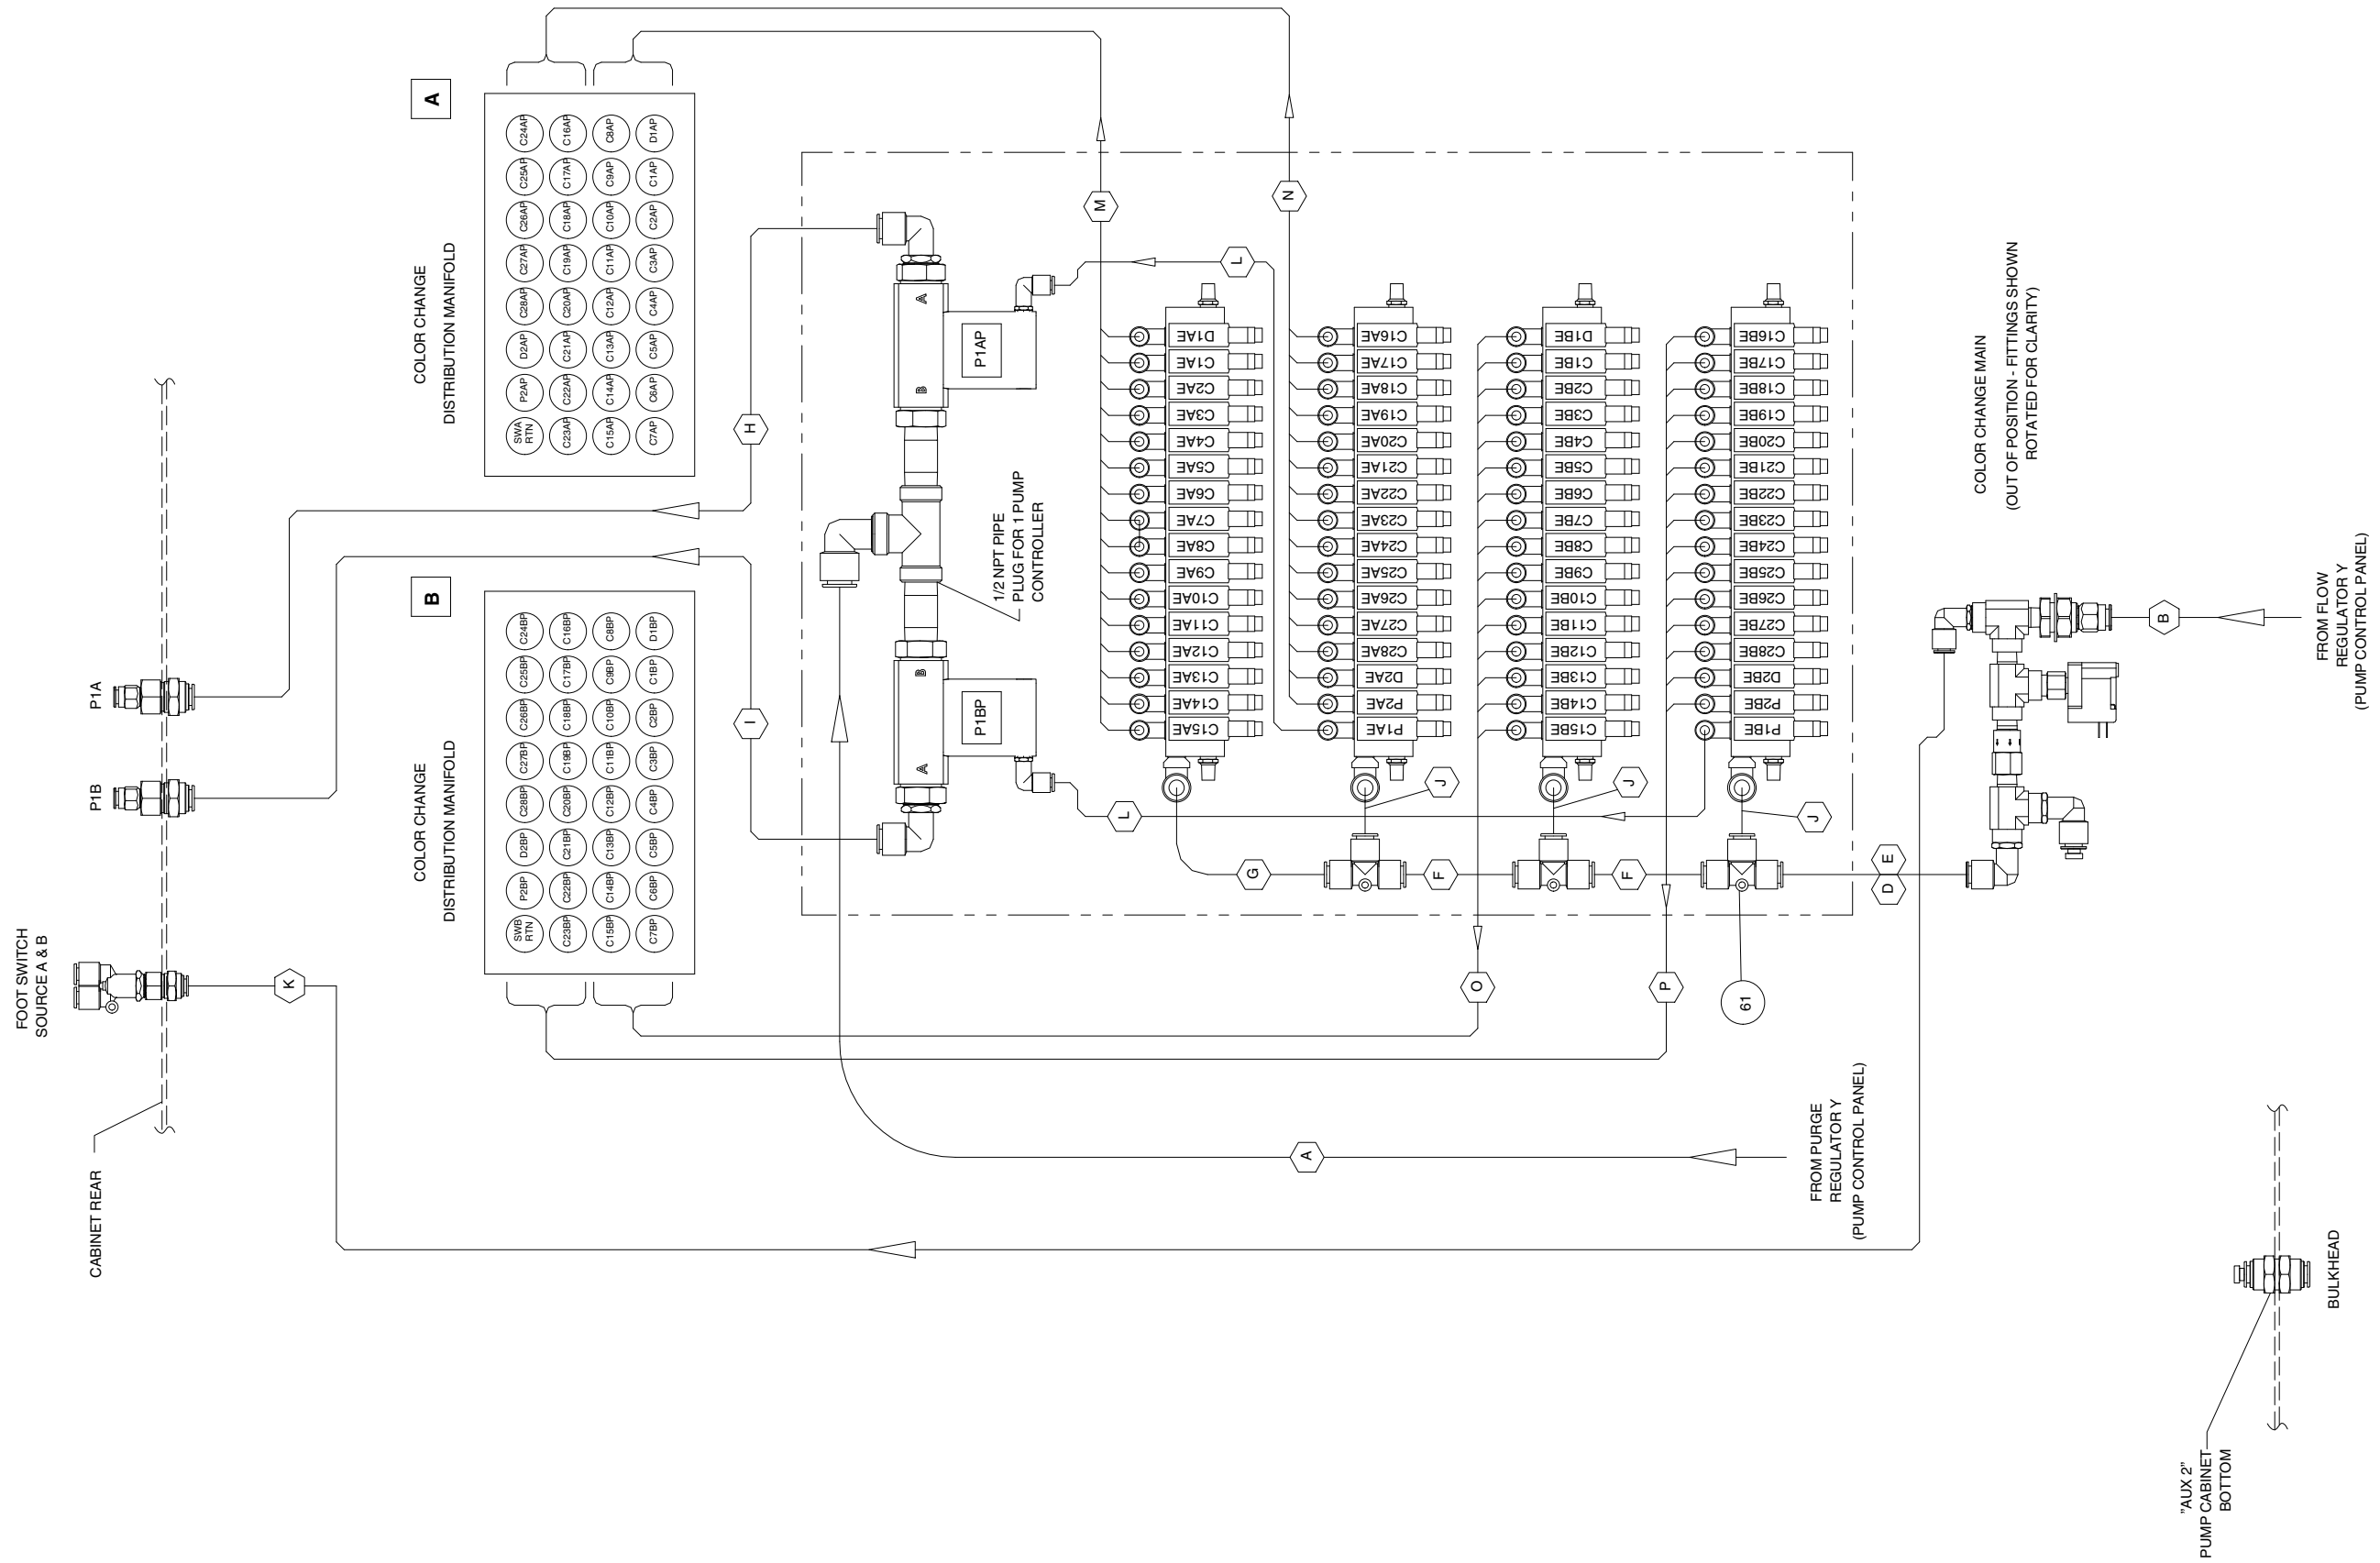 FOOT SWITCH
SOURCE A & B
P1B
P1A
CABINET REAR
K
COLOR CHANGE
DISTRIBUTION MANIFOLD
B
SWB
RTN
P2BP
D2BP
C28BP
C27BP
C26BP
C25BP
C24BP
C23BP
C22BP
C21BP
C20BP
C19BP
C18BP
C17BP
C16BP
C15BP
C14BP
C13BP
C12BP
C11BP
C10BP
C9BP
C8BP
C7BP
C6BP
C5BP
C4BP
C3BP
C2BP
C1BP
D1BP
COLOR CHANGE
DISTRIBUTION MANIFOLD
A
SWA
RTN
P2AP
D2AP
C28AP
C27AP
C26AP
C25AP
C24AP
C23AP
C22AP
C21AP
C20AP
C19AP
C18AP
C17AP
C16AP
C15AP
C14AP
C13AP
C12AP
C11AP
C10AP
C9AP
C8AP
C7AP
C6AP
C5AP
C4AP
C3AP
C2AP
C1AP
D1AP
I
H
A
B
P1BP
B
A
P1AP
1/2 NPT PIPE
PLUG FOR 1 PUMP
CONTROLLER
L
M
C15AE
C14AE
C13AE
C12AE
C11AE
C10AE
C9AE
C8AE
C7AE
C6AE
C5AE
C4AE
C3AE
C2AE
C1AE
D1AE
G
L
N
A
P1AE
P2AE
D2AE
C28AE
C27AE
C26AE
C25AE
C24AE
C23AE
C22AE
C21AE
C20AE
C19AE
C18AE
C17AE
C16AE
J
F
O
C15BE
C14BE
C13BE
C12BE
C11BE
C10BE
C9BE
C8BE
C7BE
C6BE
C5BE
C4BE
C3BE
C2BE
C1BE
D1BE
J
F
P
P1BE
P2BE
D2BE
C28BE
C27BE
C26BE
C25BE
C24BE
C23BE
C22BE
C21BE
C20BE
C19BE
C18BE
C17BE
C16BE
J
61
FROM PURGE
REGULATOR Y
(PUMP CONTROL PANEL)
D
E
COLOR CHANGE MAIN
(OUT OF POSITION - FITTINGS SHOWN
ROTATED FOR CLARITY)
B
FROM FLOW
REGULATOR Y
(PUMP CONTROL PANEL)
"AUX 2"
PUMP CABINET
BOTTOM
BULKHEAD